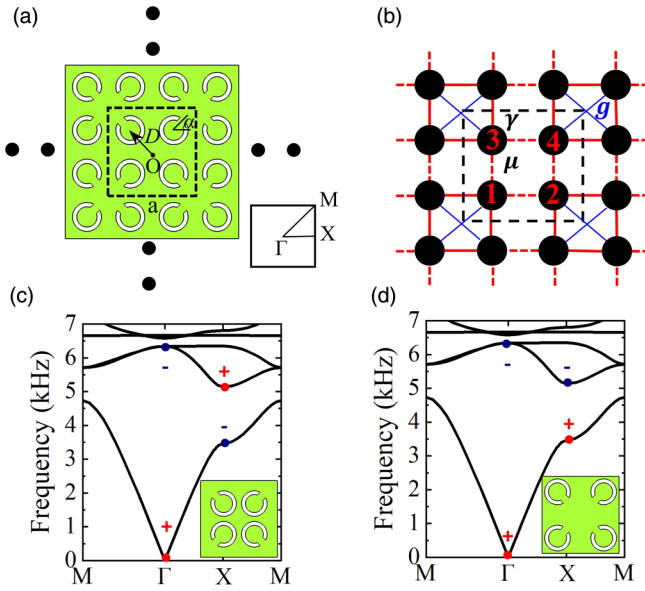 (a)
D
α
O
a
M
X
Γ
(b)
γ
g
3
4
μ
1
2
(c)
7
6
5
4
3
2
1
0
Frequency (kHz)
-
+
-
+
M
Γ
X
M
(d)
7
6
5
4
3
2
1
0
Frequency (kHz)
-
-
+
+
M
Γ
X
M